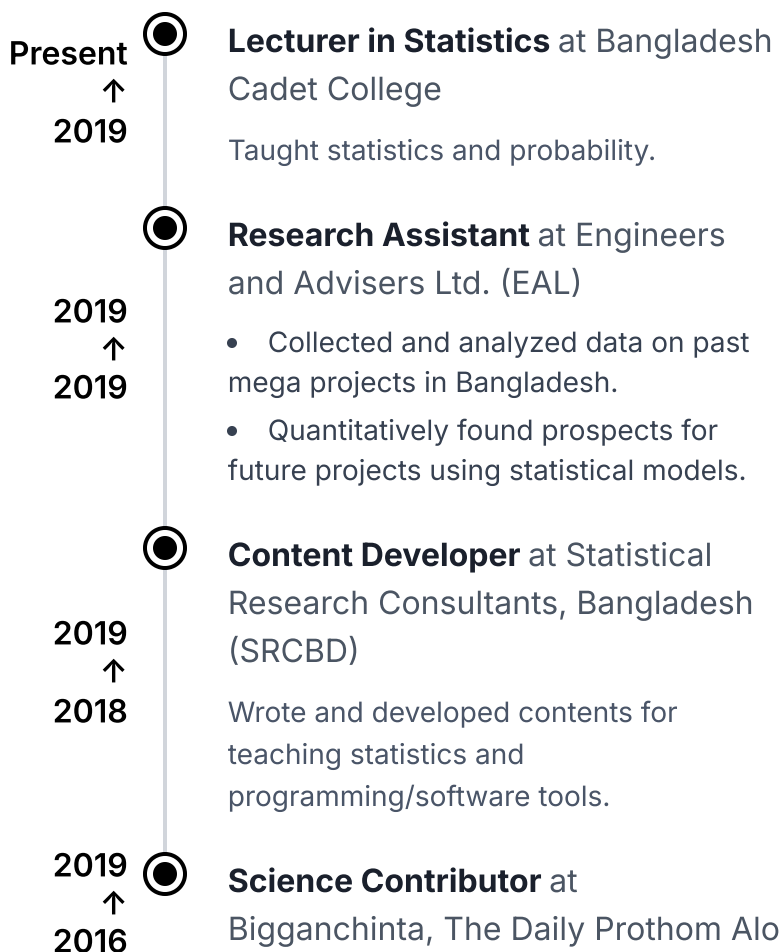 Present
↑
2019
Lecturer in Statistics at Bangladesh
Cadet College
Taught statistics and probability.
2019
↑
2019
Research Assistant at Engineers
and Advisers Ltd. (EAL)
• Collected and analyzed data on past
mega projects in Bangladesh.
• Quantitatively found prospects for
future projects using statistical models.
2019
↑
2018
Content Developer at Statistical
Research Consultants, Bangladesh
(SRCBD)
Wrote and developed contents for
teaching statistics and
programming/software tools.
2019
↑
2016
Science Contributor at
Bigganchinta, The Daily Prothom Alo